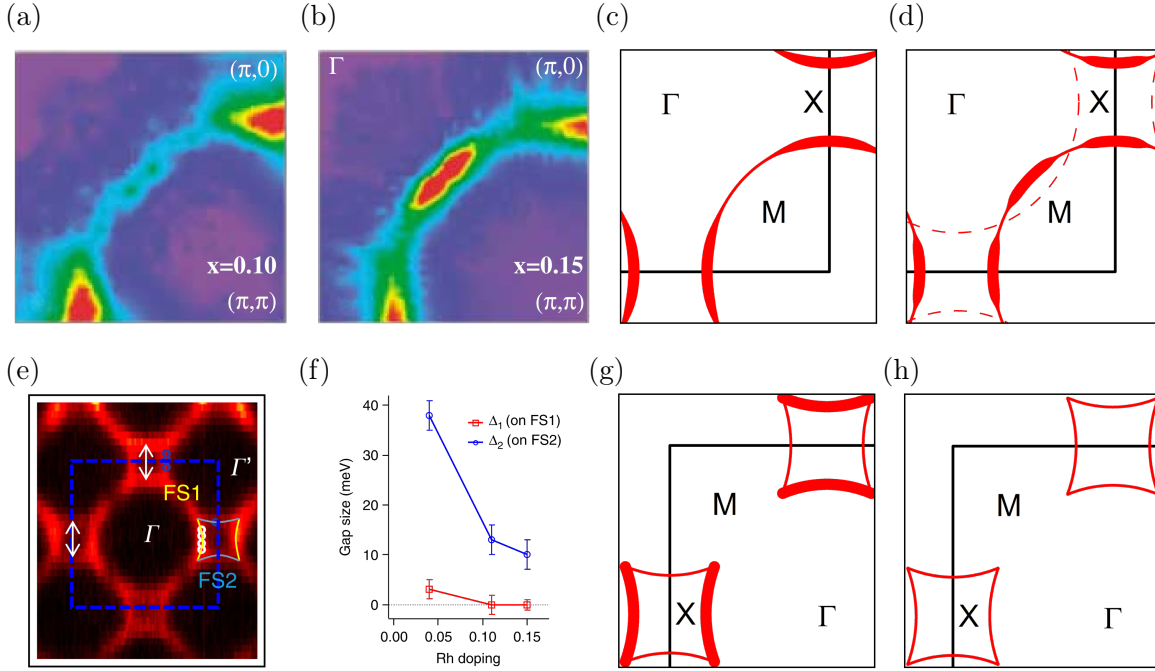 (a)
(π,0)
x=0.10
(π,π)
(b)
Γ
(π,0)
x=0.15
(π,π)
(c)
Γ
X
M
(d)
Γ
X
M
(e)
Γ'
FS1
Γ
FS2
(f)
40
30
20
10
0
Gap size (meV)
Δ1 (on FS1)
Δ2 (on FS2)
0.00 0.05 0.10 0.15
Rh doping
(g)
M
X
Γ
(h)
M
X
Γ